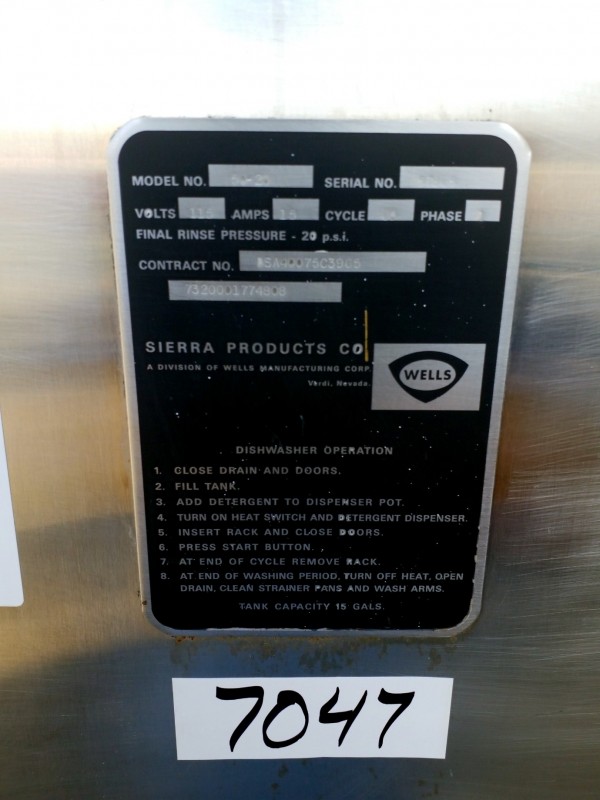 MODEL NO. SERIAL NO.
VOLTS 115 AMPS 15 CYCLE PHASE
FINAL RINSE PRESSURE - 20 p.s.i.
CONTRACT NO.
7320001774808
SIERRA PRODUCTS CO
A DIVISION OF WELLS MANUFACTURING CORP.
Verdi, Nevada.
WELLS
DISHWASHER OPERATION
1. CLOSE DRAIN AND DOORS.
2. FILL TANK.
3. ADD DETERGENT TO DISPENSER POT.
4. TURN ON HEAT SWITCH AND DETERGENT DISPENSER.
5. INSERT RACK AND CLOSE DOORS.
6. PRESS START BUTTON.
7. AT END OF CYCLE REMOVE RACK.
8. AT END OF WASHING PERIOD, TURN OFF HEAT, OPEN
DRAIN, CLEAN STRAINER PANS AND WASH ARMS.
TANK CAPACITY 15 GALS.
7047